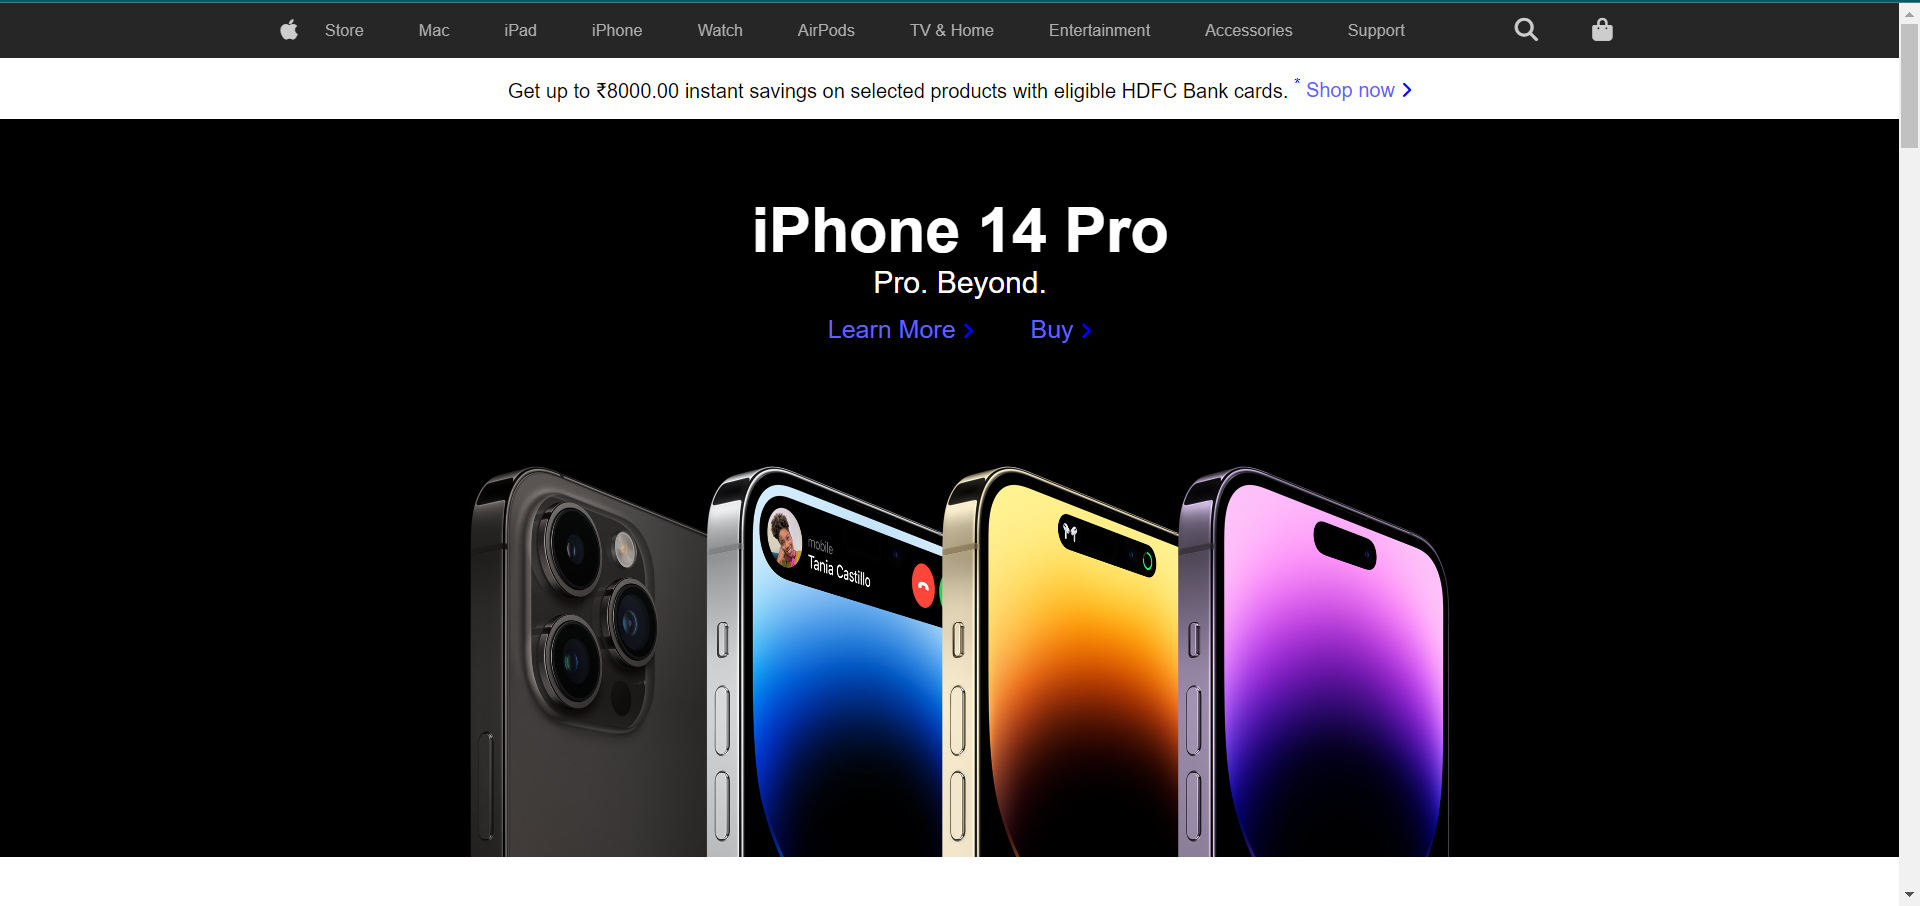 Store Mac iPad iPhone Watch AirPods TV & Home Entertainment Accessories Support
Get up to ₹8000.00 instant savings on selected products with eligible HDFC Bank cards. * Shop now
iPhone 14 Pro
Pro. Beyond.
Learn More Buy
mobile
Tania Castillo